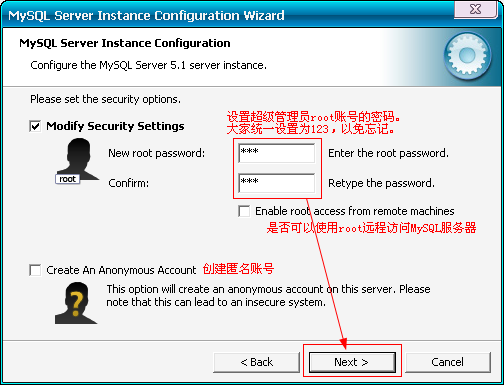 MySQL Server Instance Configuration Wizard
MySQL Server Instance Configuration
Configure the MySQL Server 5.1 server instance.
Please set the security options.
设置超级管理员root账号的密码。
大家统一设置为123，以免忘记。
Modify Security Settings
root
New root password:
***
Enter the root password.
Confirm:
***
Retype the password.
Enable root access from remote machines
是否可以使用root远程访问MySQL服务器
Create An Anonymous Account
创建匿名账号
?
This option will create an anonymous account on this server. Please
note that this can lead to an insecure system.
< Back
Next >
Cancel